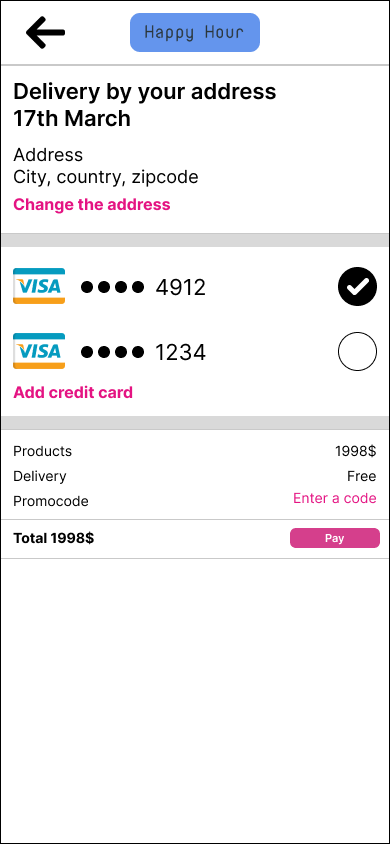 Happy Hour
Delivery by your address
17th March
Address
City, country, zipcode
Change the address
VISA •••• 4912
VISA •••• 1234
Add credit card
Products 1998$
Delivery Free
Promocode Enter a code
Total 1998$ Pay